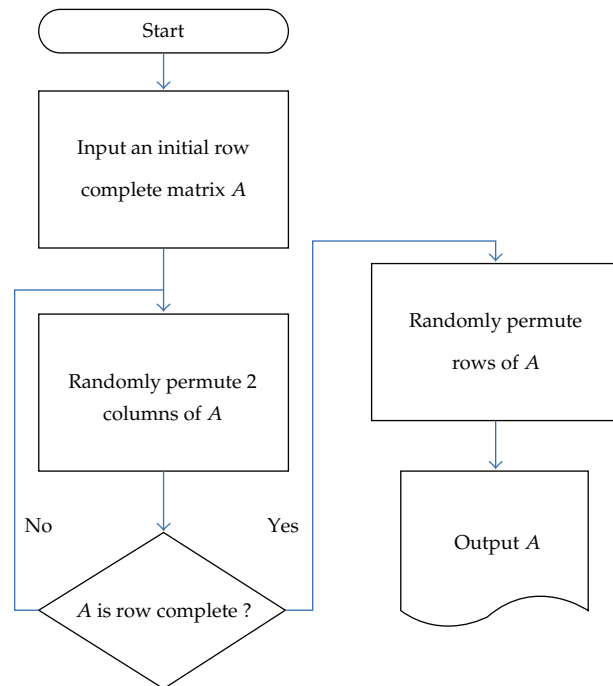 Start
Input an initial row
complete matrix A
Randomly permute 2
columns of A
No
Yes
A is row complete ?
Randomly permute
rows of A
Output A